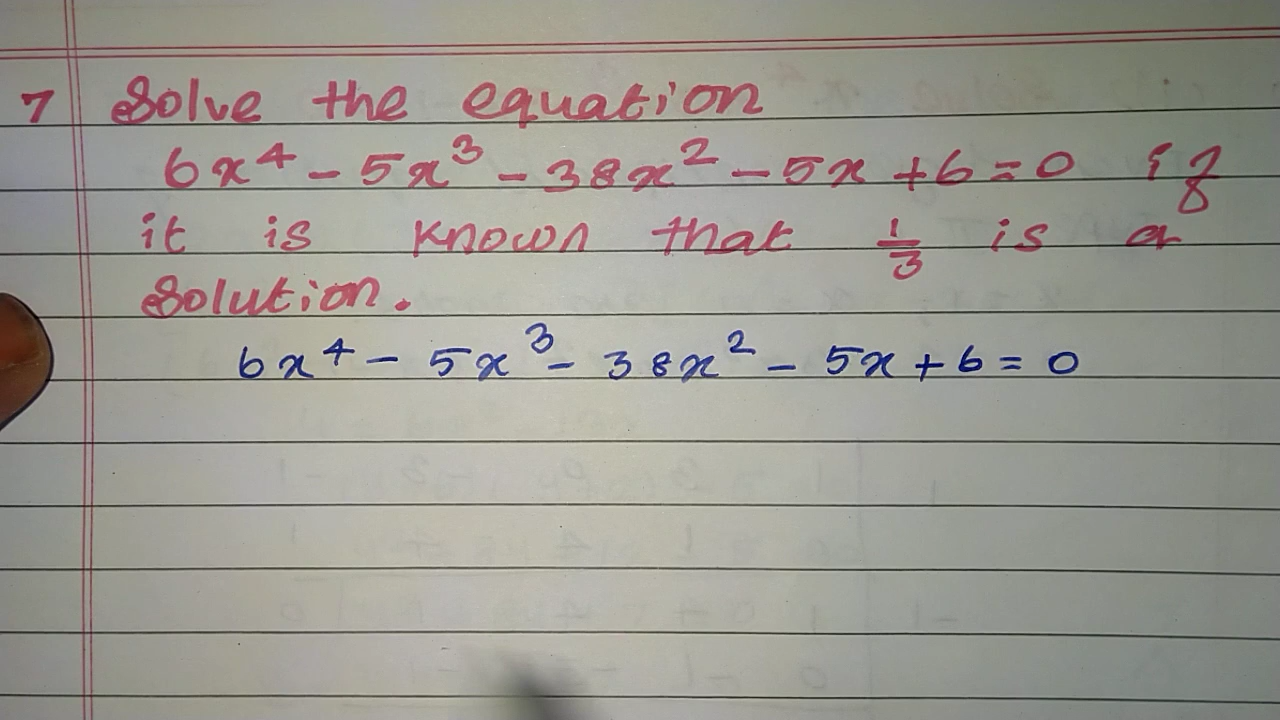 7 Solve the equation
6x⁴ - 5x³ - 38x² - 5x + 6 = 0 if
it is known that 1/3 is a
solution.
6x⁴ - 5x³ - 38x² - 5x + 6 = 0